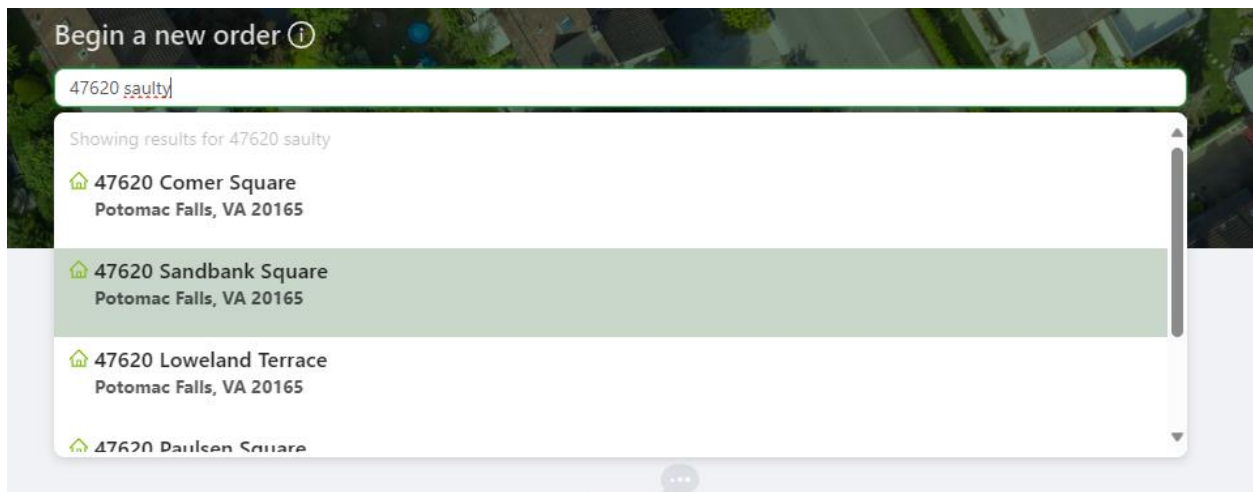 Begin a new order
47620 saulty
Showing results for 47620 saulty
47620 Comer Square
Potomac Falls, VA 20165
47620 Sandbank Square
Potomac Falls, VA 20165
47620 Loweland Terrace
Potomac Falls, VA 20165
47620 Paulsen Square